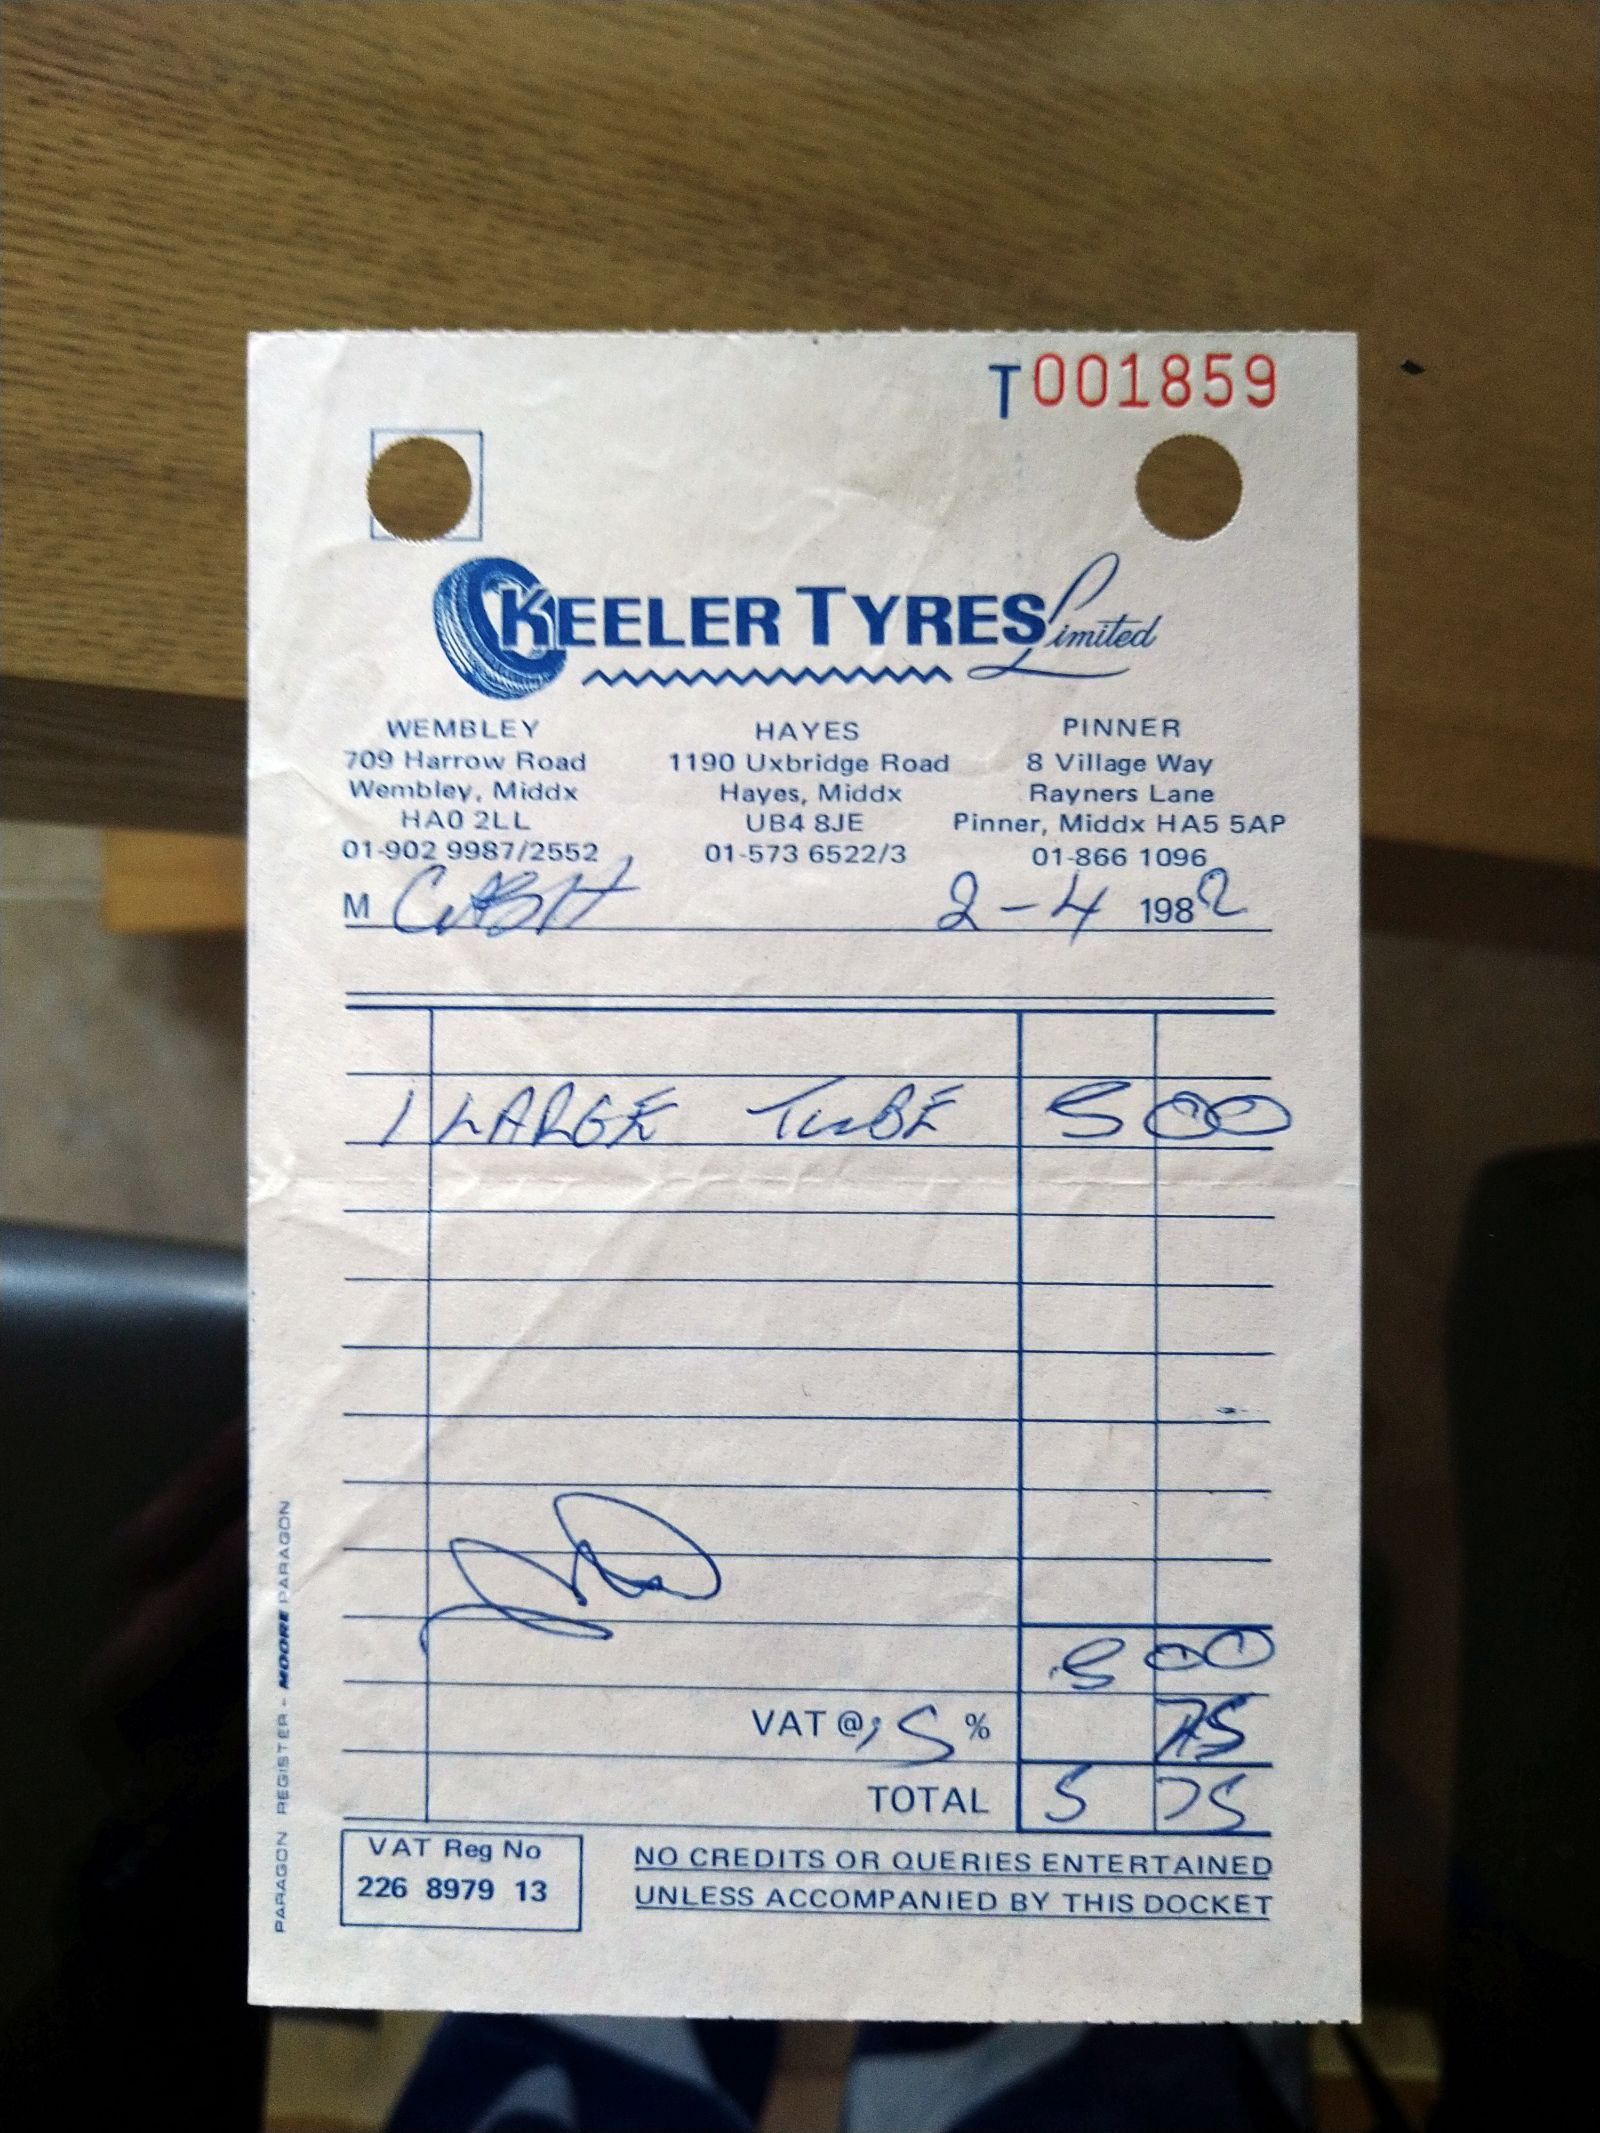 T001859
KEELER TYRES Limited
WEMBLEY HAYES PINNER
709 Harrow Road 1190 Uxbridge Road 8 Village Way
Wembley, Middx Hayes, Middx Rayners Lane
HA0 2LL UB4 8JE Pinner, Middx HA5 5AP
01-902 9987/2552 01-573 6522/3 01-866 1096
M CASH 2-4 1982
1 LARGE TUBE 5 00
5 00
VAT @ 15 % 75
TOTAL 5 75
VAT Reg No
226 8979 13
NO CREDITS OR QUERIES ENTERTAINED
UNLESS ACCOMPANIED BY THIS DOCKET
PARAGON REGISTER - MOORE PARAGON